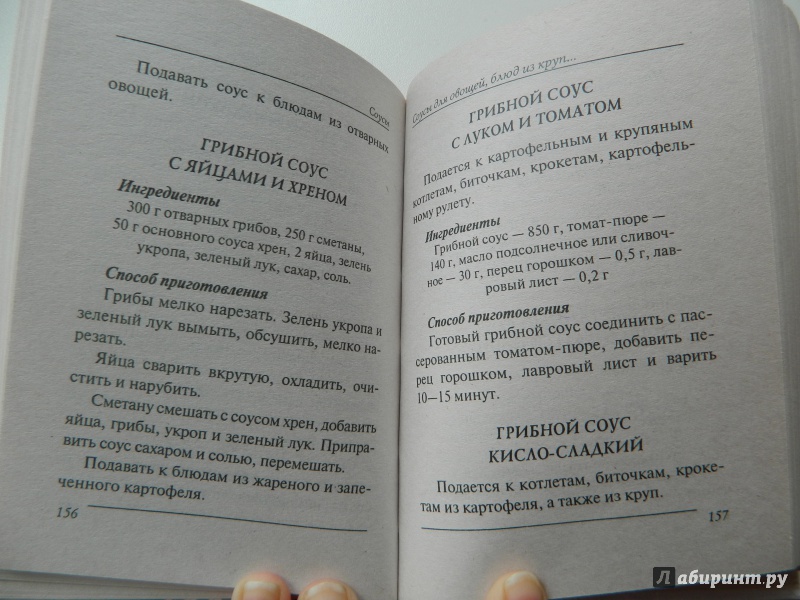 Соусы
Подавать соус к блюдам из отварных
овощей.
ГРИБНОЙ СОУС
С ЯЙЦАМИ И ХРЕНОМ
Ингредиенты
300 г отварных грибов, 250 г сметаны,
50 г основного соуса хрен, 2 яйца, зелень
укропа, зеленый лук, сахар, соль.
Способ приготовления
Грибы мелко нарезать. Зелень укропа и
зеленый лук вымыть, обсушить, мелко на-
резать.
Яйца сварить вкрутую, охладить, очи-
стить и нарубить.
Сметану смешать с соусом хрен, добавить
яйца, грибы, укроп и зеленый лук. Припра-
вить соус сахаром и солью, перемешать.
Подавать к блюдам из жареного и запе-
ченного картофеля.
156
Соусы для овощей, блюд из круп...
ГРИБНОЙ СОУС
С ЛУКОМ И ТОМАТОМ
Подается к картофельным и крупяным
котлетам, биточкам, крокетам, картофель-
ному рулету.
Ингредиенты
Грибной соус — 850 г, томат-пюре —
140 г, масло подсолнечное или сливоч-
ное — 30 г, перец горошком — 0,5 г, лав-
ровый лист — 0,2 г
Способ приготовления
Готовый грибной соус соединить с пас-
серованным томатом-пюре, добавить пе-
рец горошком, лавровый лист и варить
10—15 минут.
ГРИБНОЙ СОУС
КИСЛО-СЛАДКИЙ
Подается к котлетам, биточкам, кроке-
там из картофеля, а также из круп.
157
Лабиринт.ру